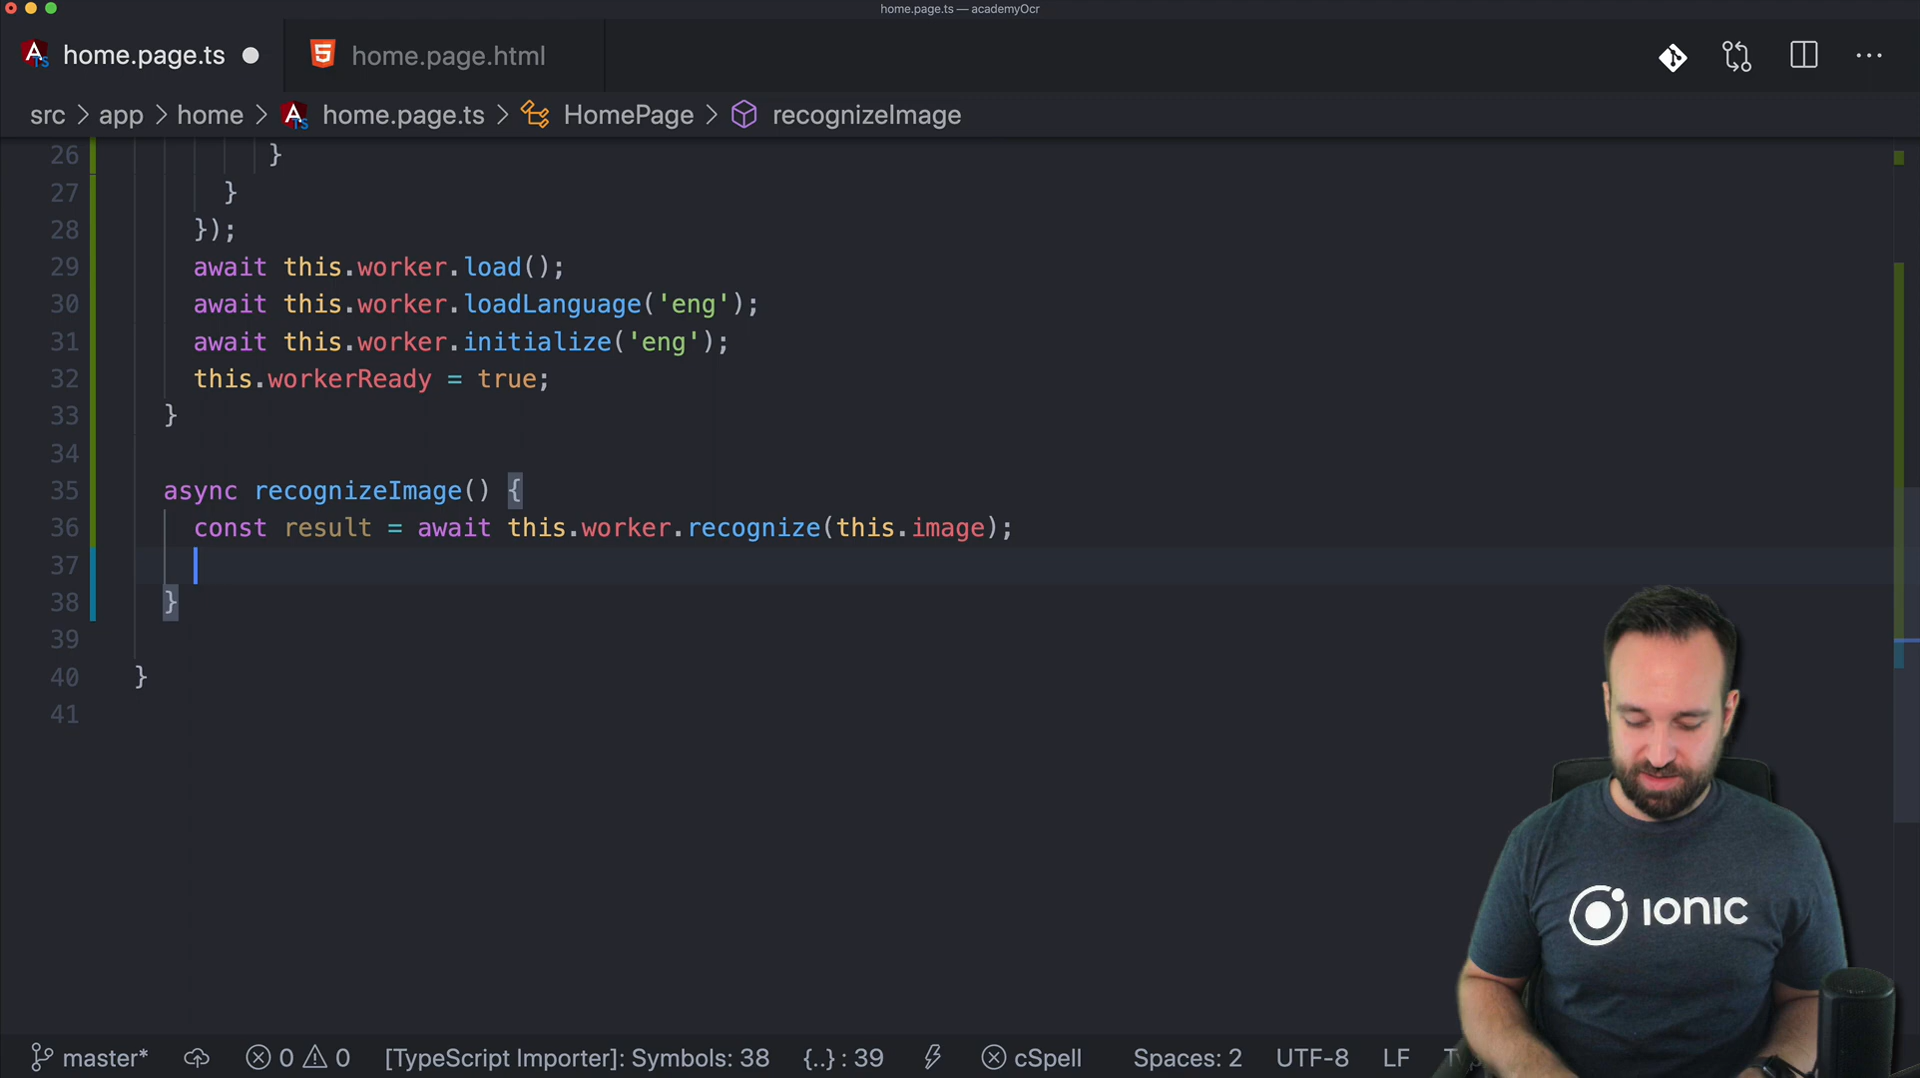 home.page.ts — academyOcr
home.page.ts
home.page.html
src > app > home > home.page.ts > HomePage > recognizeImage
26 }
27 }
28 });
29 await this.worker.load();
30 await this.worker.loadLanguage('eng');
31 await this.worker.initialize('eng');
32 this.workerReady = true;
33 }
34
35 async recognizeImage() {
36 const result = await this.worker.recognize(this.image);
37
38 }
39
40 }
41
IONIC
master* 0 0 [TypeScript Importer]: Symbols: 38 {..} : 39 cSpell Spaces: 2 UTF-8 LF